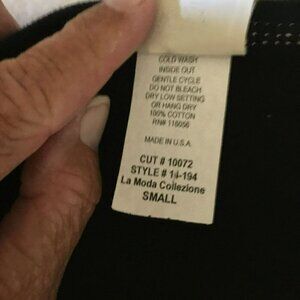 COLD WASH
INSIDE OUT
GENTLE CYCLE
DO NOT BLEACH
DRY LOW SETTING
OR HANG DRY
100% COTTON
RN# 118056
MADE IN U.S.A.
CUT # 10072
STYLE # 14-194
La Moda Collezione
SMALL